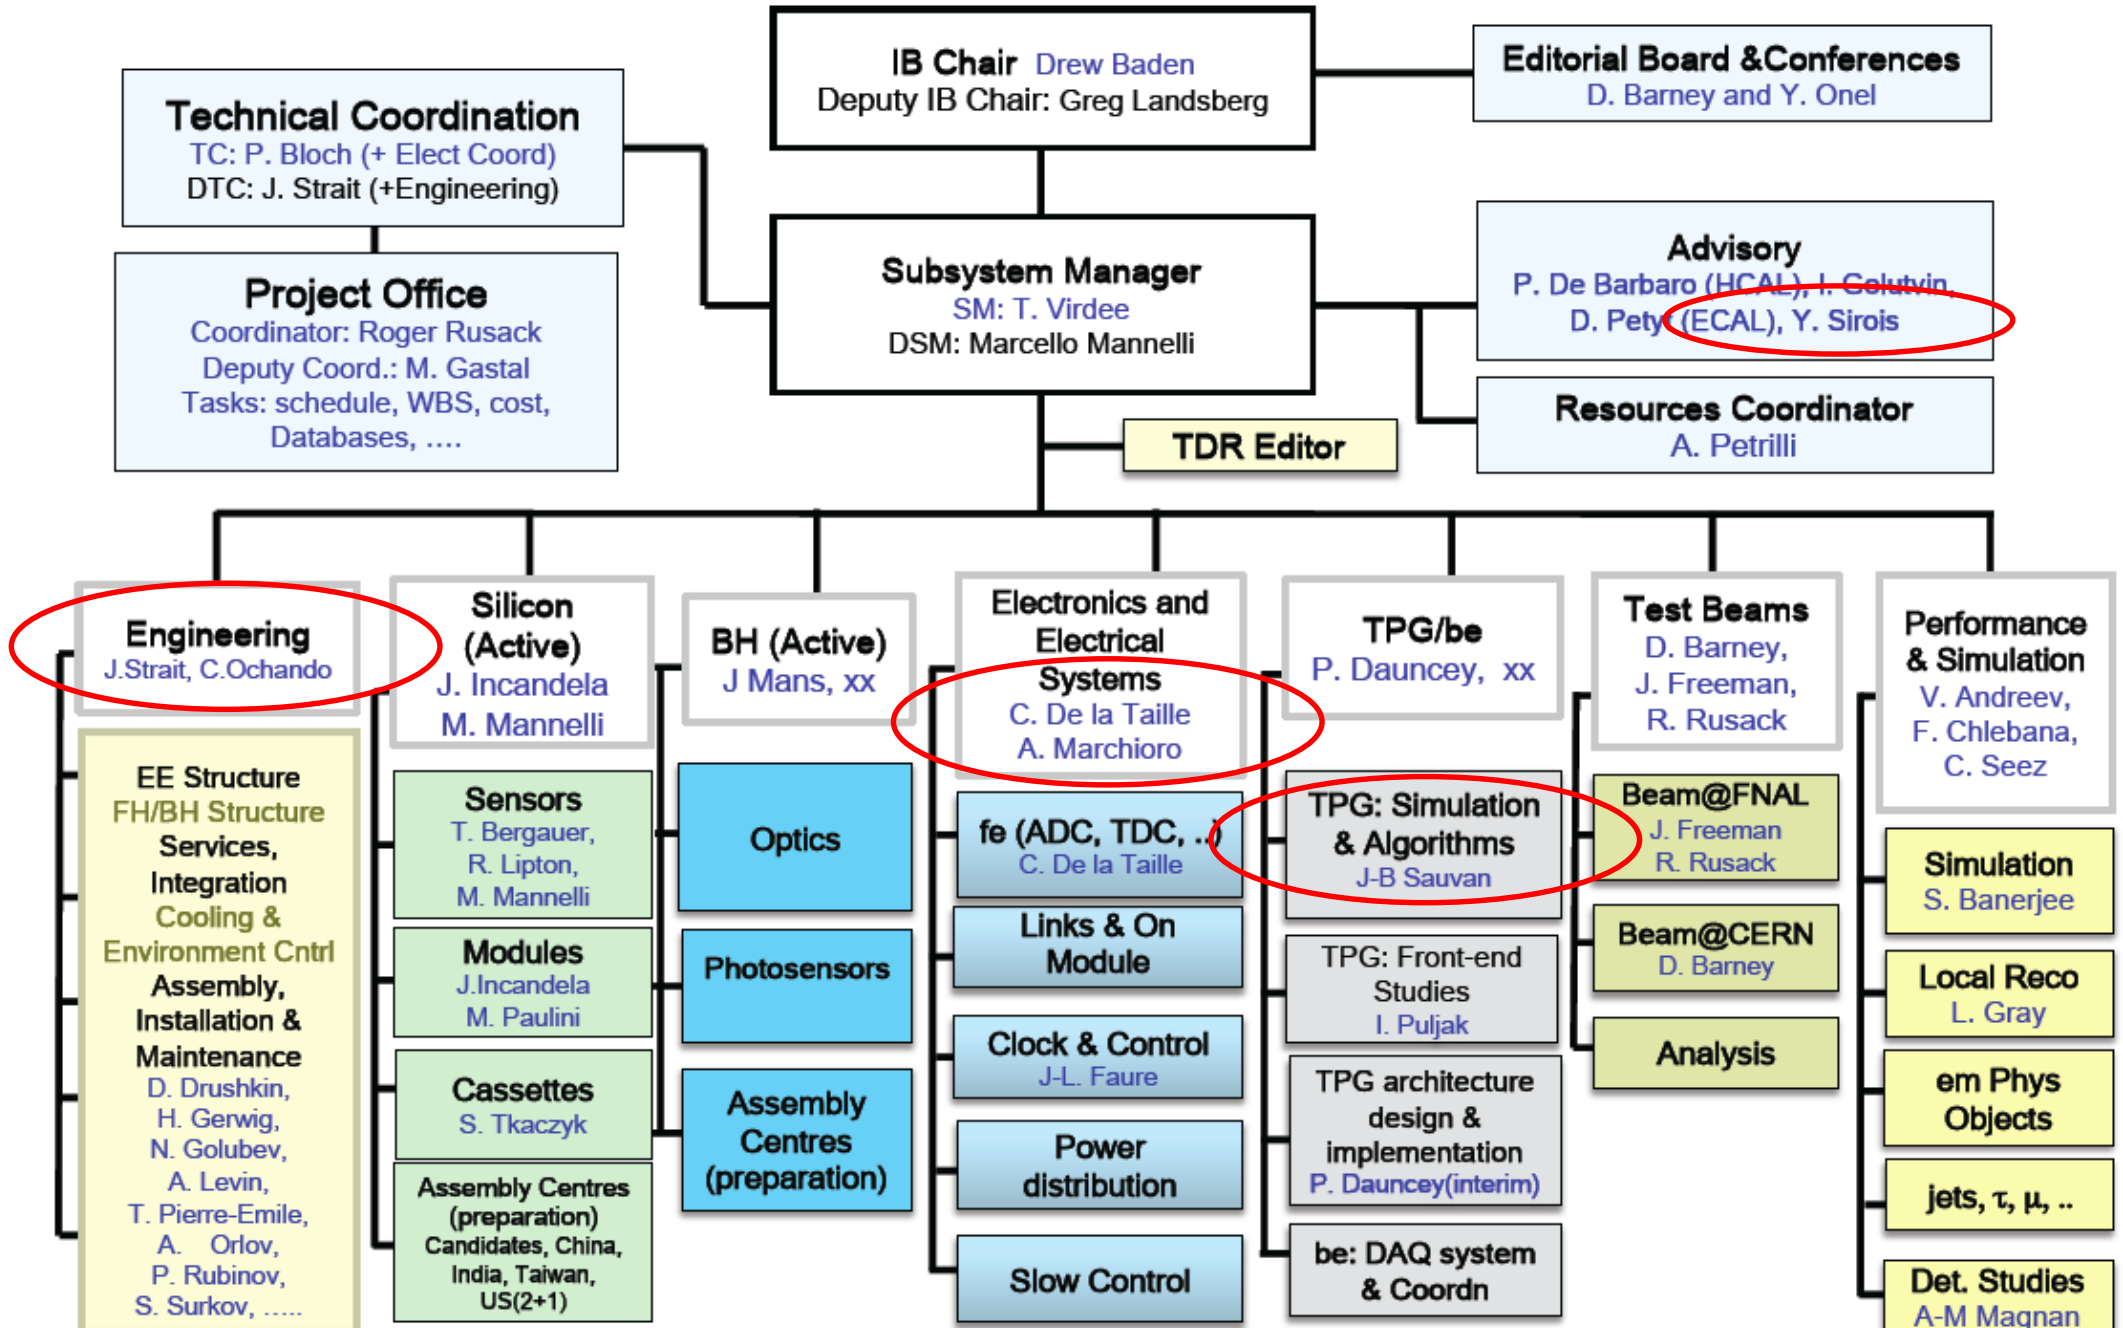 IB Chair Drew Baden
Deputy IB Chair: Greg Landsberg
Editorial Board &Conferences
D. Barney and Y. Onel
Technical Coordination
TC: P. Bloch (+ Elect Coord)
DTC: J. Strait (+Engineering)
Project Office
Coordinator: Roger Rusack
Deputy Coord.: M. Gastal
Tasks: schedule, WBS, cost,
Databases, ....
Subsystem Manager
SM: T. Virdee
DSM: Marcello Mannelli
Advisory
P. De Barbaro (HCAL), I. Golutvin,
D. Petyt (ECAL), Y. Sirois
Resources Coordinator
A. Petrilli
TDR Editor
Engineering
J.Strait, C.Ochando
EE Structure
FH/BH Structure
Services,
Integration
Cooling &
Environment Cntrl
Assembly,
Installation &
Maintenance
D. Drushkin,
H. Gerwig,
N. Golubev,
A. Levin,
T. Pierre-Emile,
A. Orlov,
P. Rubinov,
S. Surkov, .....
Silicon
(Active)
J. Incandela
M. Mannelli
Sensors
T. Bergauer,
R. Lipton,
M. Mannelli
Modules
J.Incandela
M. Paulini
Cassettes
S. Tkaczyk
Assembly Centres
(preparation)
Candidates, China,
India, Taiwan,
US(2+1)
BH (Active)
J Mans, xx
Optics
Photosensors
Assembly
Centres
(preparation)
Electronics and
Electrical
Systems
C. De la Taille
A. Marchioro
fe (ADC, TDC, ..)
C. De la Taille
Links & On
Module
Clock & Control
J-L. Faure
Power
distribution
Slow Control
TPG/be
P. Dauncey, xx
TPG: Simulation
& Algorithms
J-B Sauvan
TPG: Front-end
Studies
I. Puljak
TPG architecture
design &
implementation
P. Dauncey(interim)
be: DAQ system
& Coordn
Test Beams
D. Barney,
J. Freeman,
R. Rusack
Beam@FNAL
J. Freeman
R. Rusack
Beam@CERN
D. Barney
Analysis
Performance
& Simulation
V. Andreev,
F. Chlebana,
C. Seez
Simulation
S. Banerjee
Local Reco
L. Gray
em Phys
Objects
jets, τ, μ, ..
Det. Studies
A-M Magnan